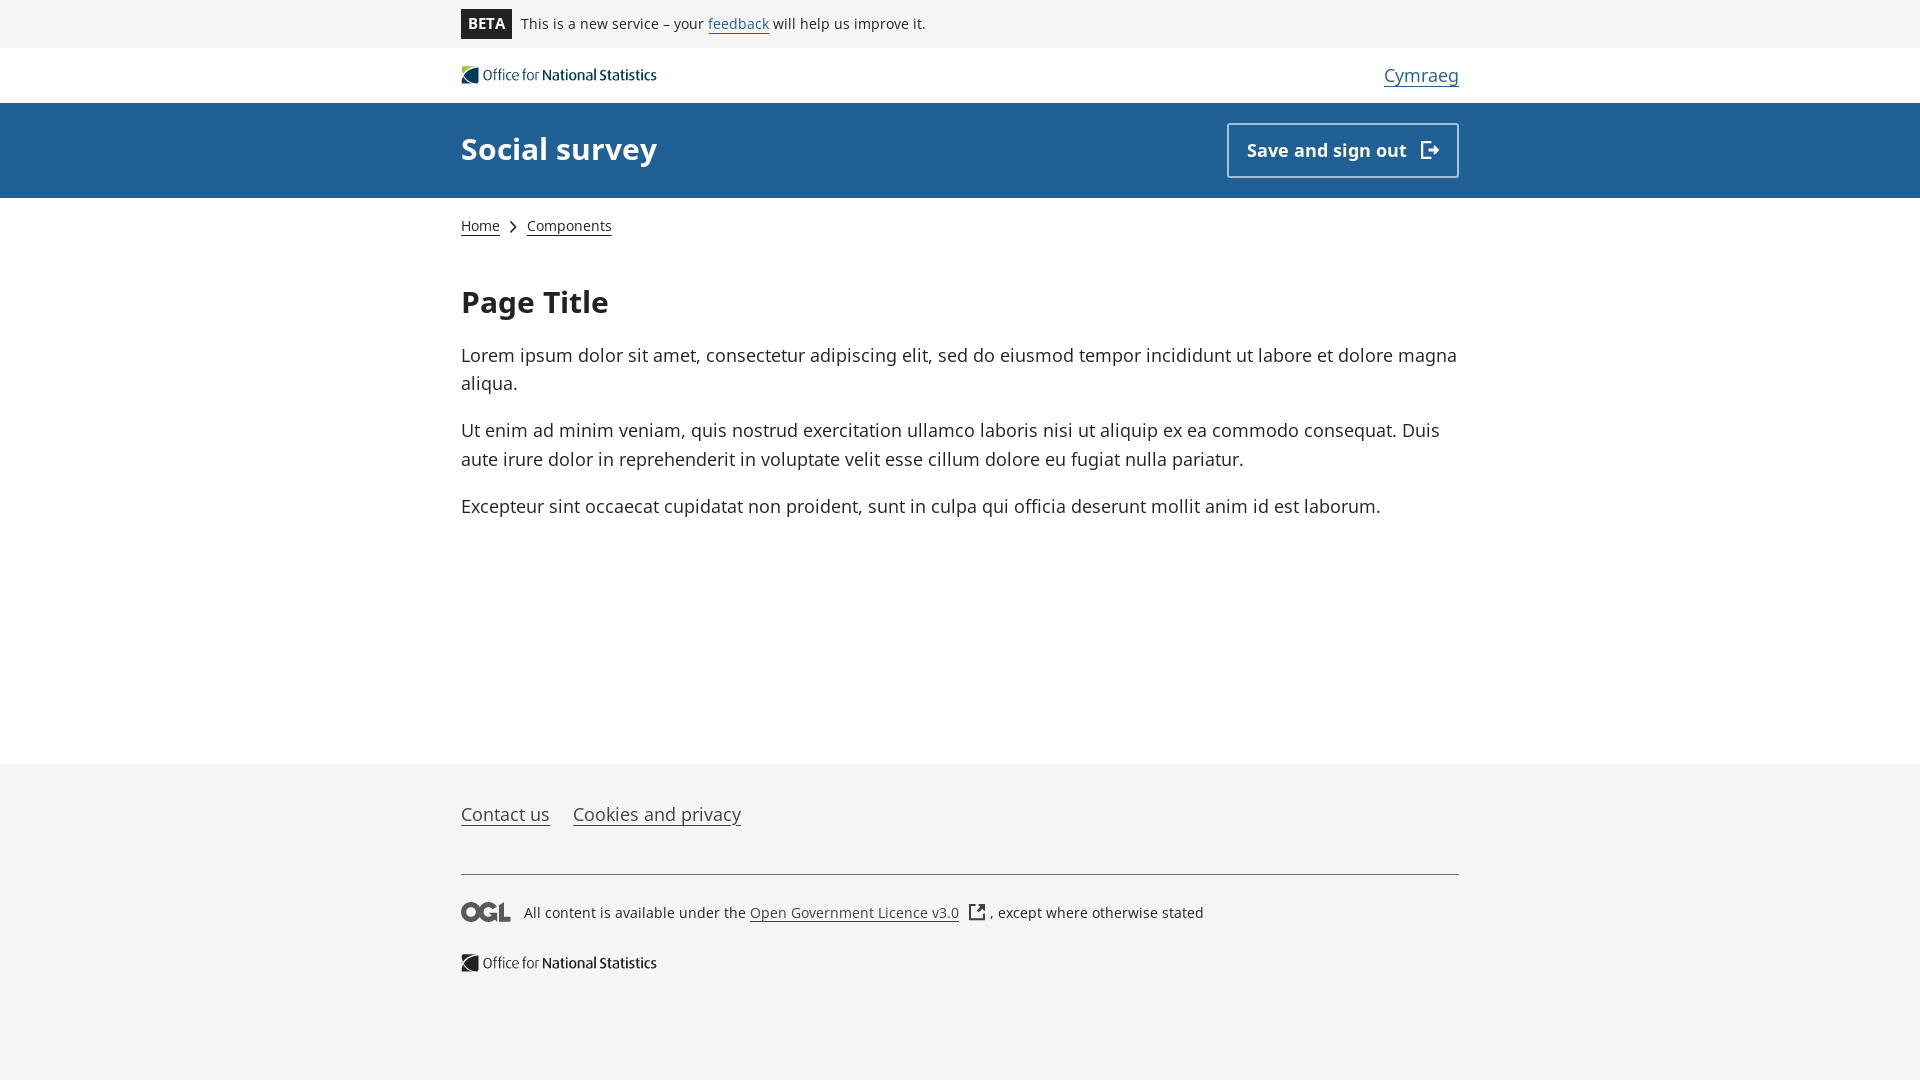 BETA This is a new service – your feedback will help us improve it.
Office for National Statistics
Cymraeg
Social survey
Save and sign out
Home
Components
Page Title
Lorem ipsum dolor sit amet, consectetur adipiscing elit, sed do eiusmod tempor incididunt ut labore et dolore magna
aliqua.
Ut enim ad minim veniam, quis nostrud exercitation ullamco laboris nisi ut aliquip ex ea commodo consequat. Duis
aute irure dolor in reprehenderit in voluptate velit esse cillum dolore eu fugiat nulla pariatur.
Excepteur sint occaecat cupidatat non proident, sunt in culpa qui officia deserunt mollit anim id est laborum.
Contact us
Cookies and privacy
OGL All content is available under the Open Government Licence v3.0 , except where otherwise stated
Office for National Statistics